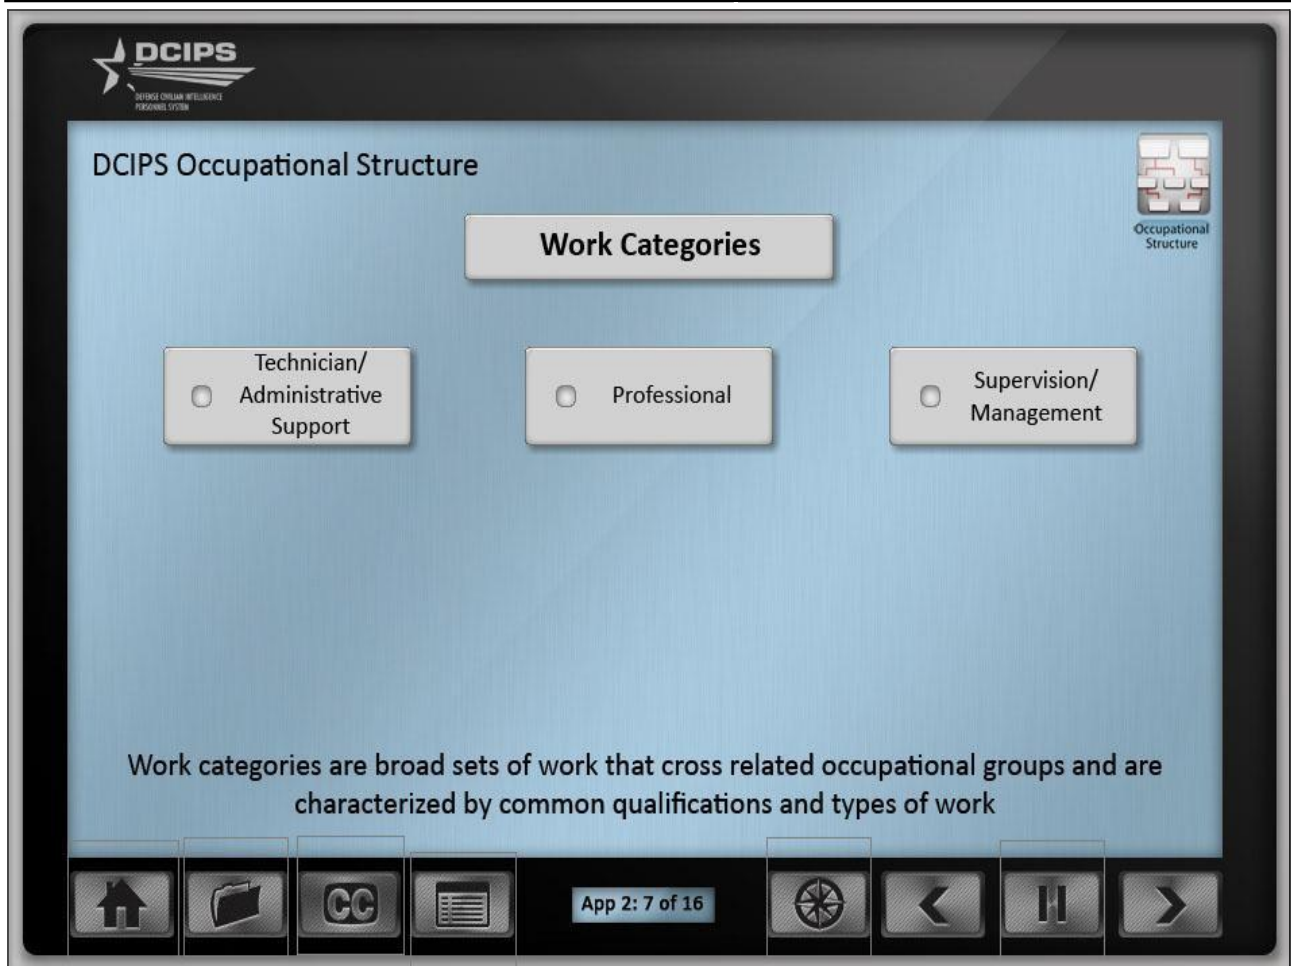 DCIPS
DEFENSE CIVILIAN INTELLIGENCE
PERSONNEL SYSTEM
DCIPS Occupational Structure
Occupational
Structure
Work Categories
Technician/
Administrative
Support
Professional
Supervision/
Management
Work categories are broad sets of work that cross related occupational groups and are
characterized by common qualifications and types of work
CC
App 2: 7 of 16